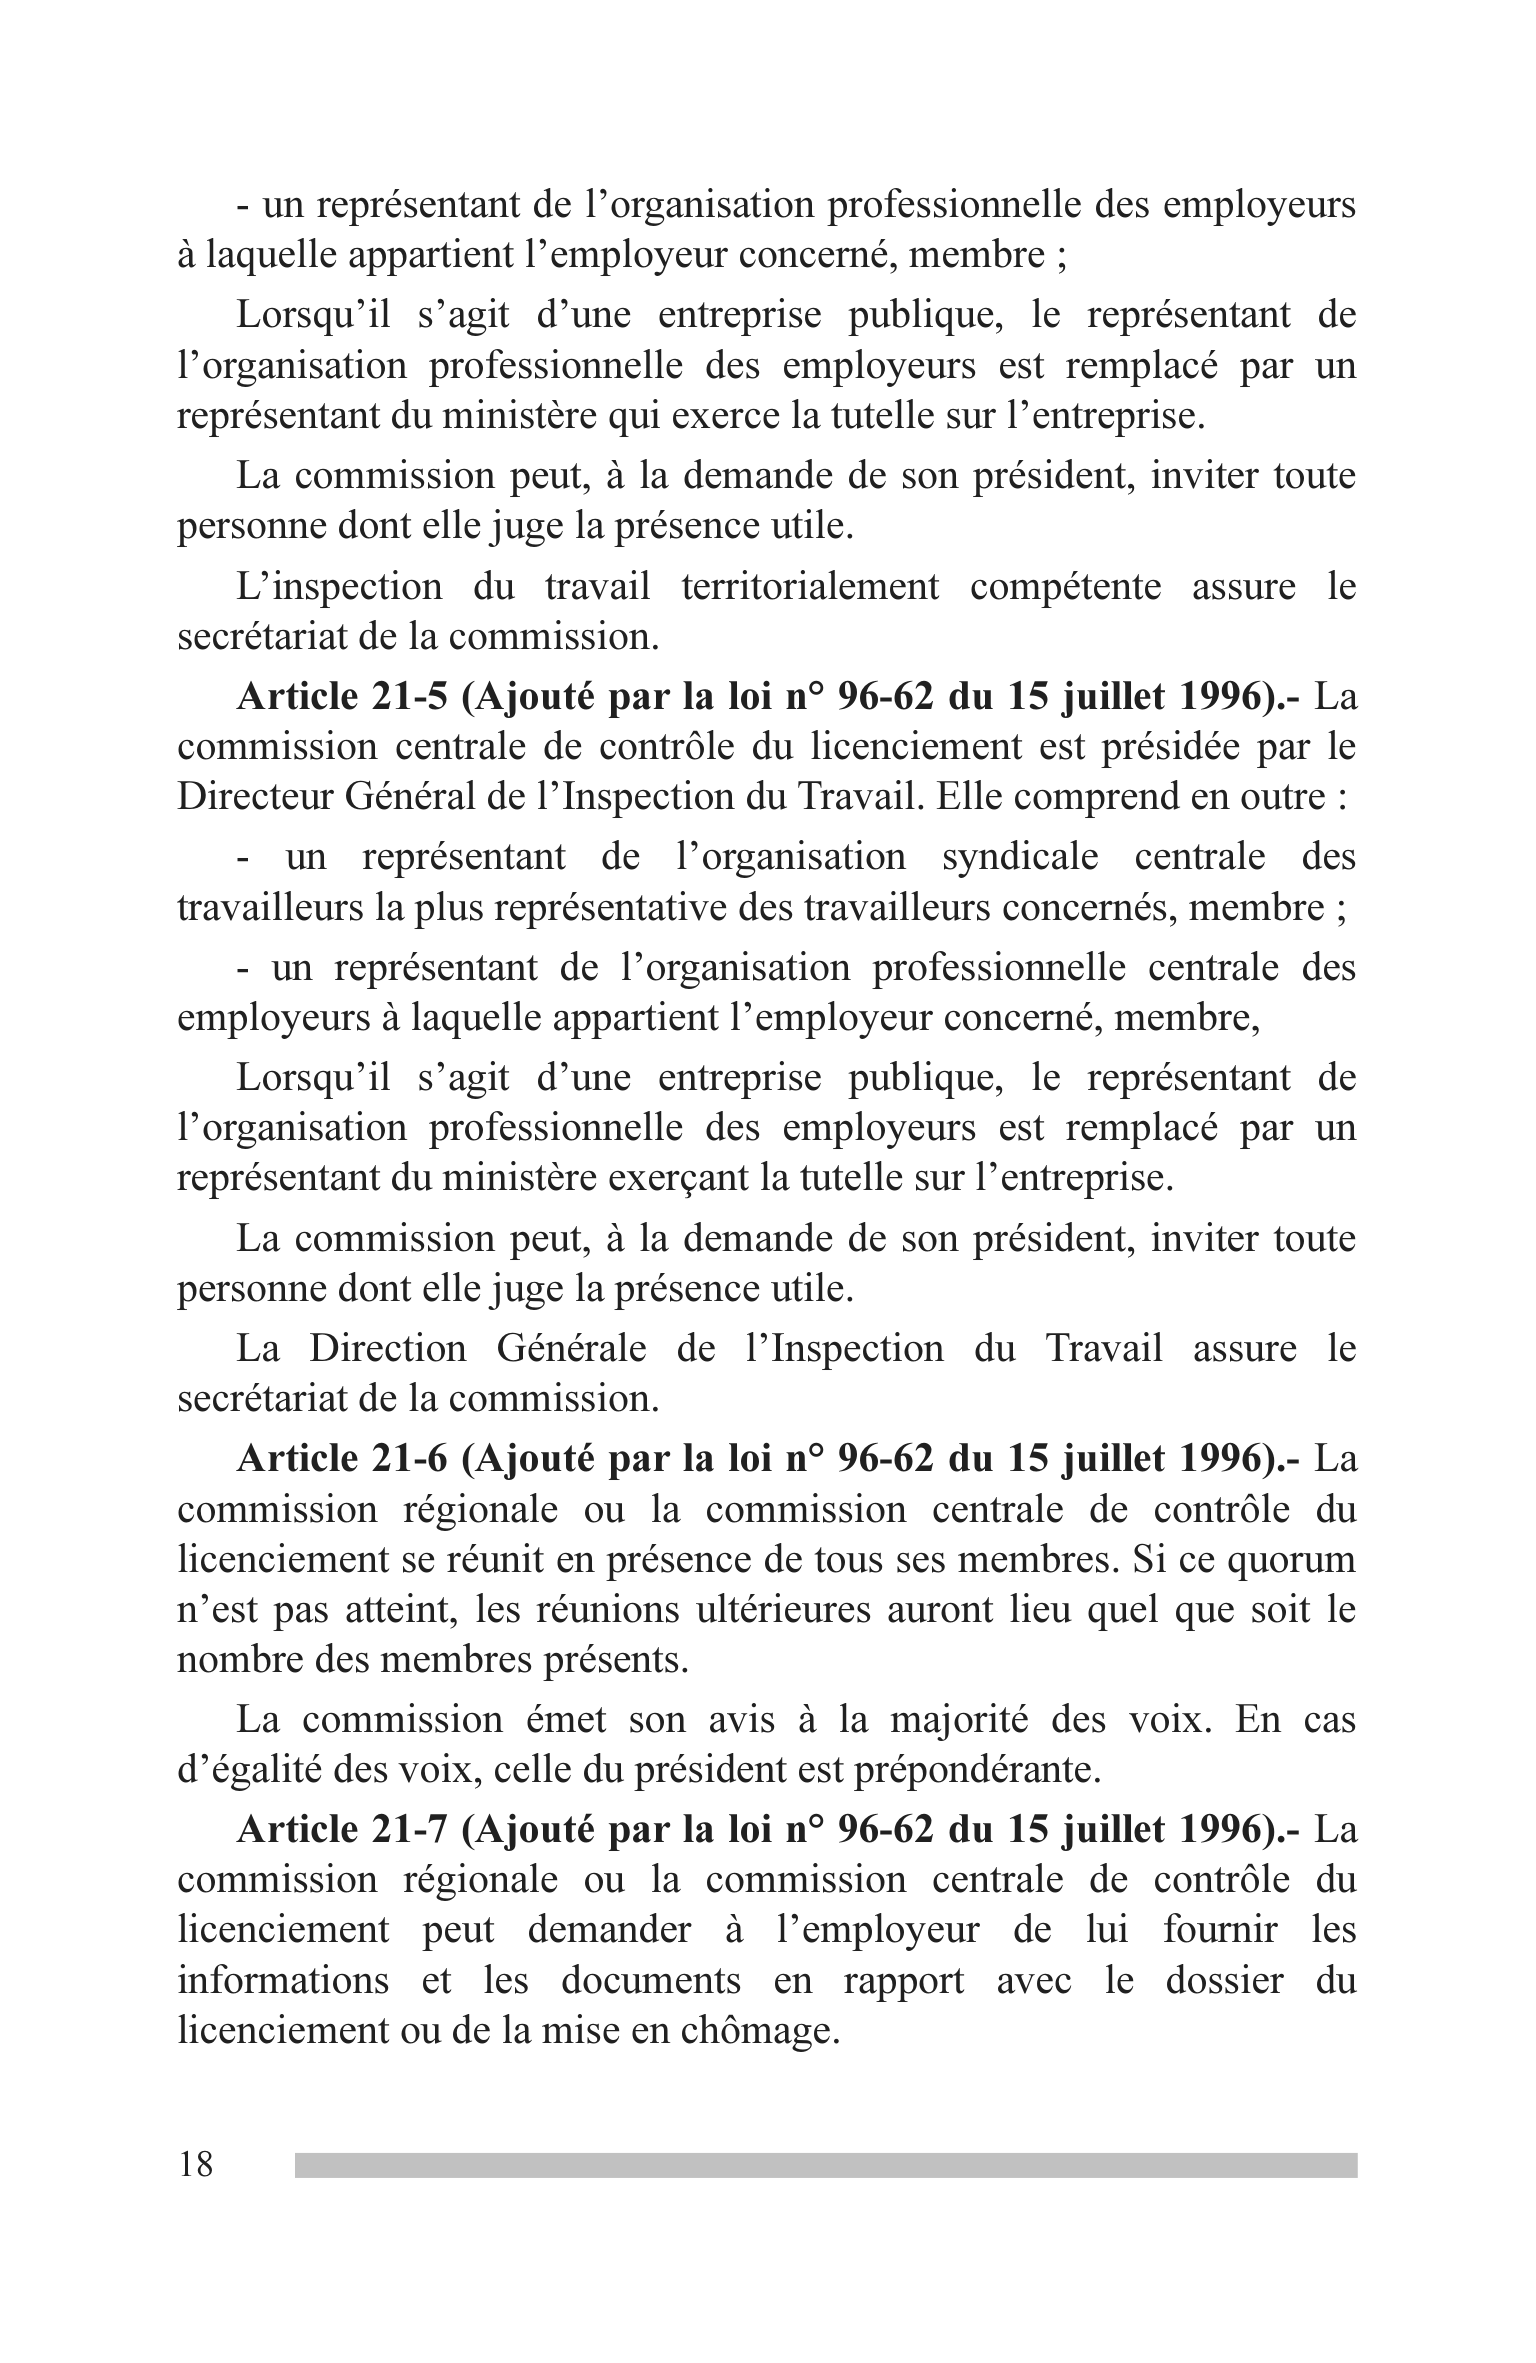 - un représentant de l’organisation professionnelle des employeurs
à laquelle appartient l’employeur concerné, membre ;
Lorsqu’il s’agit d’une entreprise publique, le représentant de
l’organisation professionnelle des employeurs est remplacé par un
représentant du ministère qui exerce la tutelle sur l’entreprise.
La commission peut, à la demande de son président, inviter toute
personne dont elle juge la présence utile.
L’inspection du travail territorialement compétente assure le
secrétariat de la commission.
Article 21-5 (Ajouté par la loi n° 96-62 du 15 juillet 1996).- La
commission centrale de contrôle du licenciement est présidée par le
Directeur Général de l’Inspection du Travail. Elle comprend en outre :
- un représentant de l’organisation syndicale centrale des
travailleurs la plus représentative des travailleurs concernés, membre ;
- un représentant de l’organisation professionnelle centrale des
employeurs à laquelle appartient l’employeur concerné, membre,
Lorsqu’il s’agit d’une entreprise publique, le représentant de
l’organisation professionnelle des employeurs est remplacé par un
représentant du ministère exerçant la tutelle sur l’entreprise.
La commission peut, à la demande de son président, inviter toute
personne dont elle juge la présence utile.
La Direction Générale de l’Inspection du Travail assure le
secrétariat de la commission.
Article 21-6 (Ajouté par la loi n° 96-62 du 15 juillet 1996).- La
commission régionale ou la commission centrale de contrôle du
licenciement se réunit en présence de tous ses membres. Si ce quorum
n’est pas atteint, les réunions ultérieures auront lieu quel que soit le
nombre des membres présents.
La commission émet son avis à la majorité des voix. En cas
d’égalité des voix, celle du président est prépondérante.
Article 21-7 (Ajouté par la loi n° 96-62 du 15 juillet 1996).- La
commission régionale ou la commission centrale de contrôle du
licenciement peut demander à l’employeur de lui fournir les
informations et les documents en rapport avec le dossier du
licenciement ou de la mise en chômage.
18